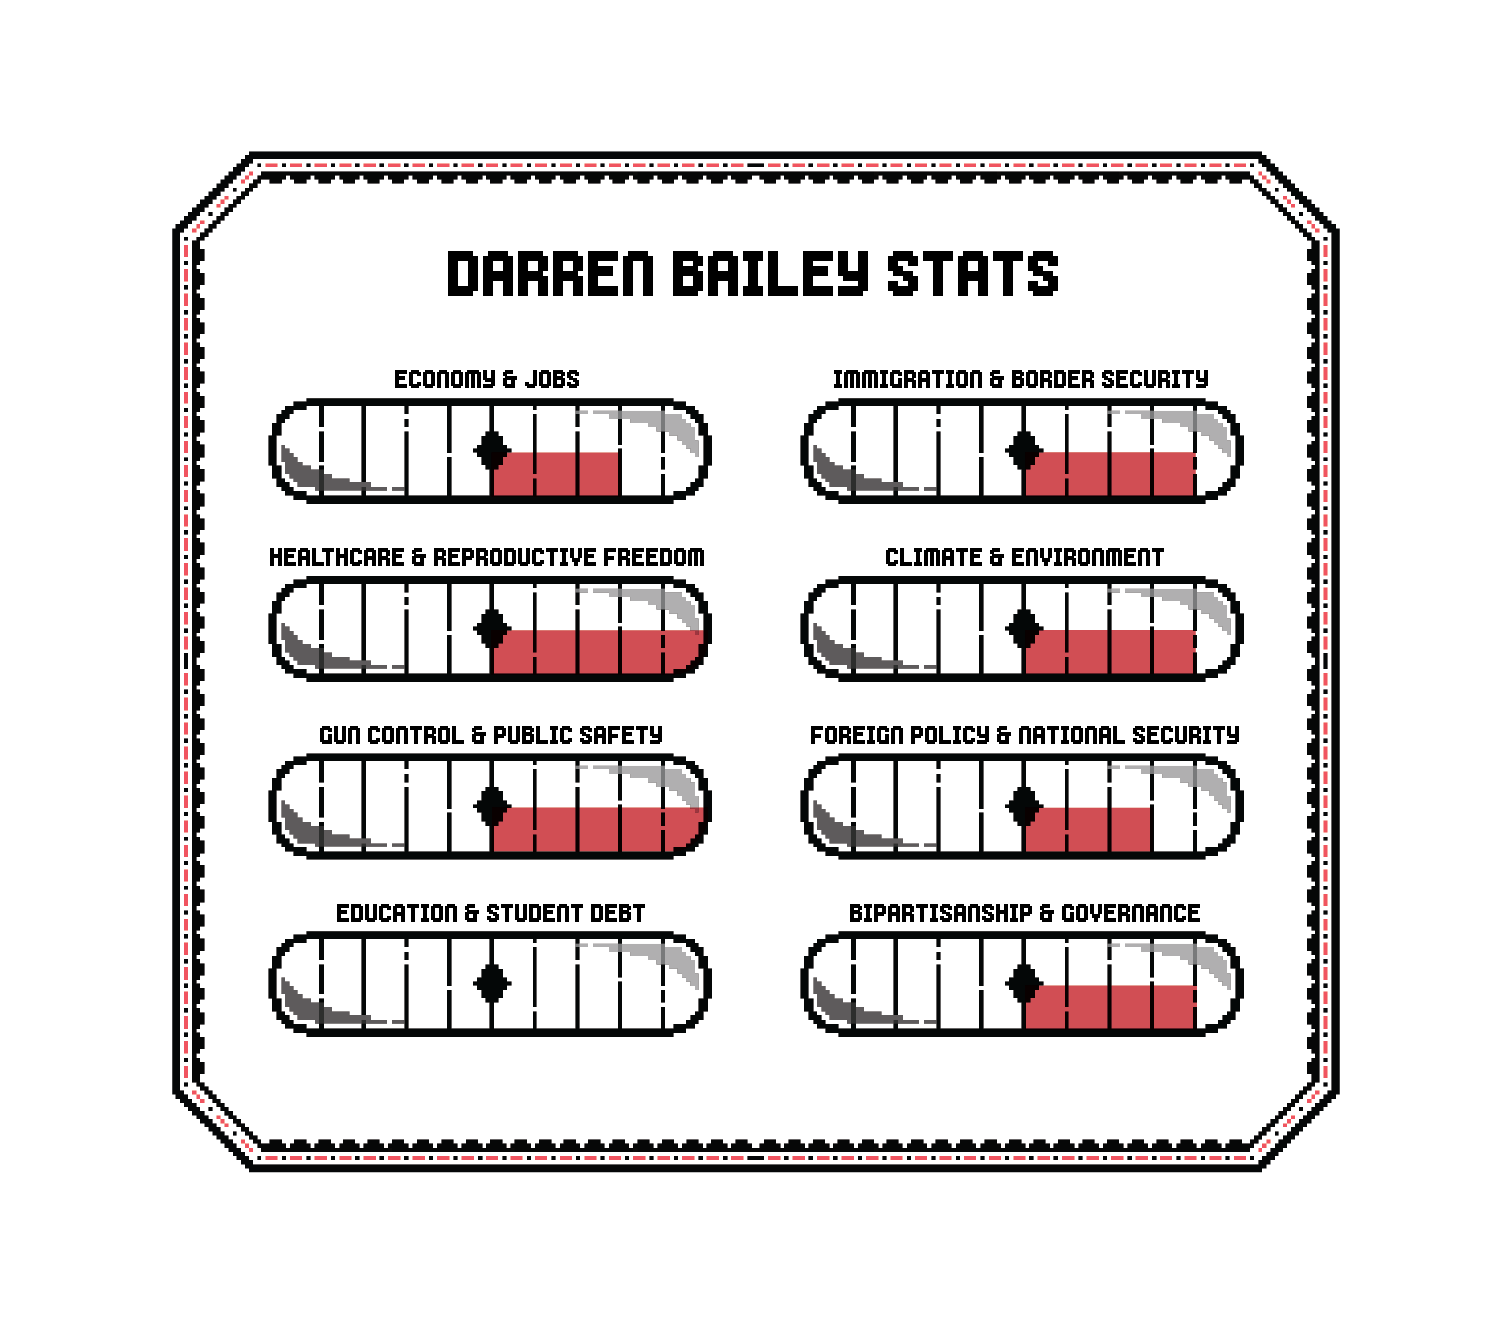 DARREN BAILEY STATS
ECONOMY & JOBS
IMMIGRATION & BORDER SECURITY
HEALTHCARE & REPRODUCTIVE FREEDOM
CLIMATE & ENVIRONMENT
GUN CONTROL & PUBLIC SAFETY
FOREIGN POLICY & NATIONAL SECURITY
EDUCATION & STUDENT DEBT
BIPARTISANSHIP & GOVERNANCE